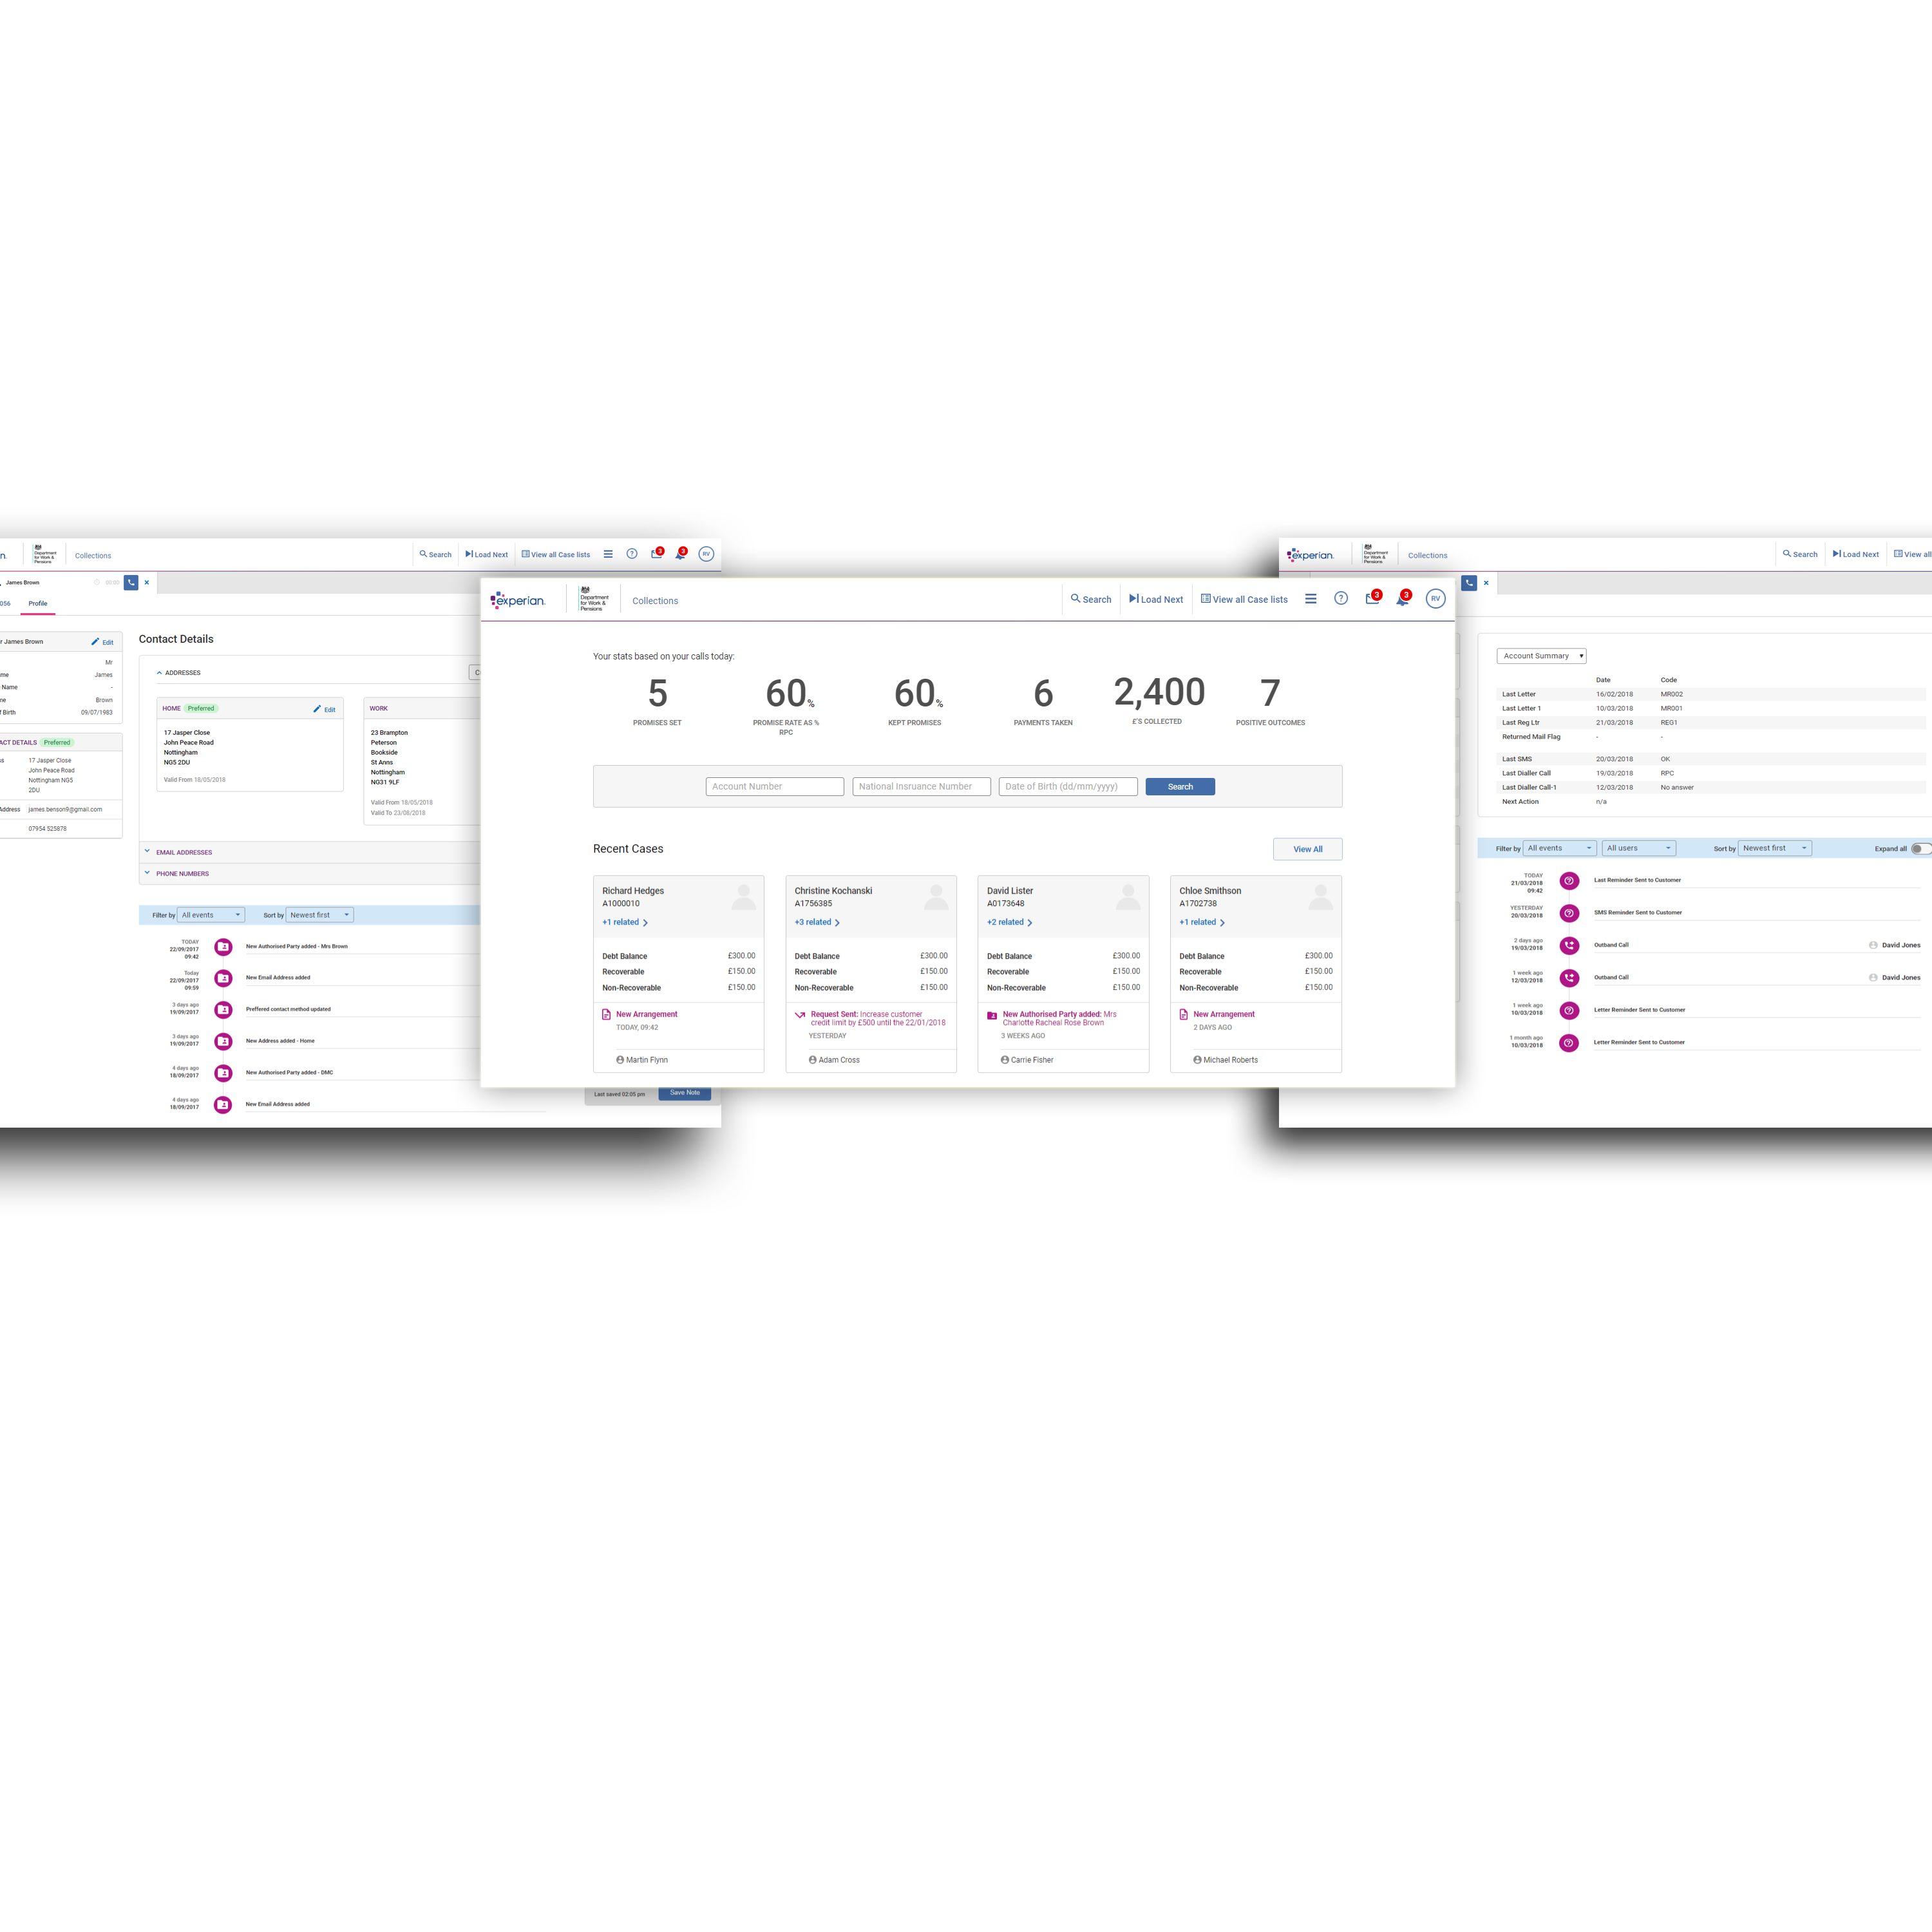 n.
Department
for Work &
Pensions
Collections
Search
Load Next
View all Case lists
?
3
3
RV
James Brown
056
Profile
r James Brown
Edit
Mr
me
James
Name
-
ne
Brown
f Birth
09/07/1983
ACT DETAILS
Preferred
ss
17 Jasper Close
John Peace Road
Nottingham NG5
2DU
Address
james.benson9@gmail.com
07954 525878
Contact Details
ADDRESSES
C
HOME
Preferred
Edit
17 Jasper Close
John Peace Road
Nottingham
NG5 2DU
Valid From 18/05/2018
WORK
23 Brampton
Peterson
Bookside
St Anns
Nottingham
NG31 9LF
Valid From 18/05/2018
Valid To 23/08/2018
EMAIL ADDRESSES
PHONE NUMBERS
Filter by
All events
Sort by
Newest first
TODAY
22/09/2017
09:42
New Authorised Party added - Mrs Brown
Today
22/09/2017
09:59
New Email Address added
3 days ago
19/09/2017
Preffered contact method updated
3 days ago
19/09/2017
New Address added - Home
4 days ago
18/09/2017
New Authorised Party added - DMC
4 days ago
18/09/2017
New Email Address added
Last saved 02:05 pm
Save Note
experian.
Department
for Work &
Pensions
Collections
Search
Load Next
View all Case lists
?
3
3
RV
Your stats based on your calls today:
5
PROMISES SET
60%
PROMISE RATE AS %
RPC
60%
KEPT PROMISES
6
PAYMENTS TAKEN
2,400
£'S COLLECTED
7
POSITIVE OUTCOMES
Account Number
National Insruance Number
Date of Birth (dd/mm/yyyy)
Search
Recent Cases
View All
Richard Hedges
A1000010
+1 related
Debt Balance £300.00
Recoverable £150.00
Non-Recoverable £150.00
New Arrangement
TODAY, 09:42
Martin Flynn
Christine Kochanski
A1756385
+3 related
Debt Balance £300.00
Recoverable £150.00
Non-Recoverable £150.00
Request Sent: Increase customer
credit limit by £500 until the 22/01/2018
YESTERDAY
Adam Cross
David Lister
A0173648
+2 related
Debt Balance £300.00
Recoverable £150.00
Non-Recoverable £150.00
New Authorised Party added: Mrs
Charlotte Racheal Rose Brown
3 WEEKS AGO
Carrie Fisher
Chloe Smithson
A1702738
+1 related
Debt Balance £300.00
Recoverable £150.00
Non-Recoverable £150.00
New Arrangement
2 DAYS AGO
Michael Roberts
experian.
Department
for Work &
Pensions
Collections
Search
Load Next
View all
Account Summary
Date Code
Last Letter 16/02/2018 MR002
Last Letter 1 10/03/2018 MR001
Last Reg Ltr 21/03/2018 REG1
Returned Mail Flag - -
Last SMS 20/03/2018 OK
Last Dialler Call 19/03/2018 RPC
Last Dialler Call-1 12/03/2018 No answer
Next Action n/a
Filter by
All events
All users
Sort by
Newest first
Expand all
TODAY
21/03/2018
09:42
Last Reminder Sent to Customer
YESTERDAY
20/03/2018
SMS Reminder Sent to Customer
2 days ago
19/03/2018
Outband Call
David Jones
1 week ago
12/03/2018
Outband Call
David Jones
1 week ago
10/03/2018
Letter Reminder Sent to Customer
1 month ago
10/03/2018
Letter Reminder Sent to Customer